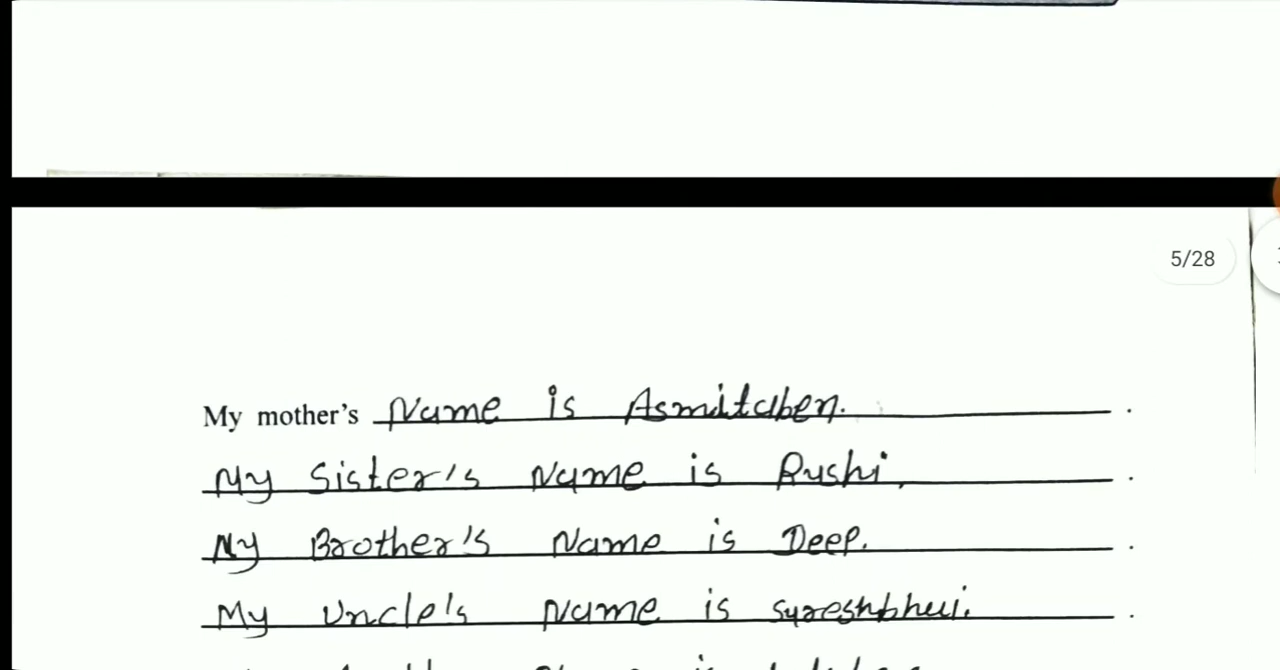 5/28
My mother's Name is Asmitaben.
My Sister's Name is Rushi.
My Brother's Name is Deep.
My Uncle's Name is sureshbhai.